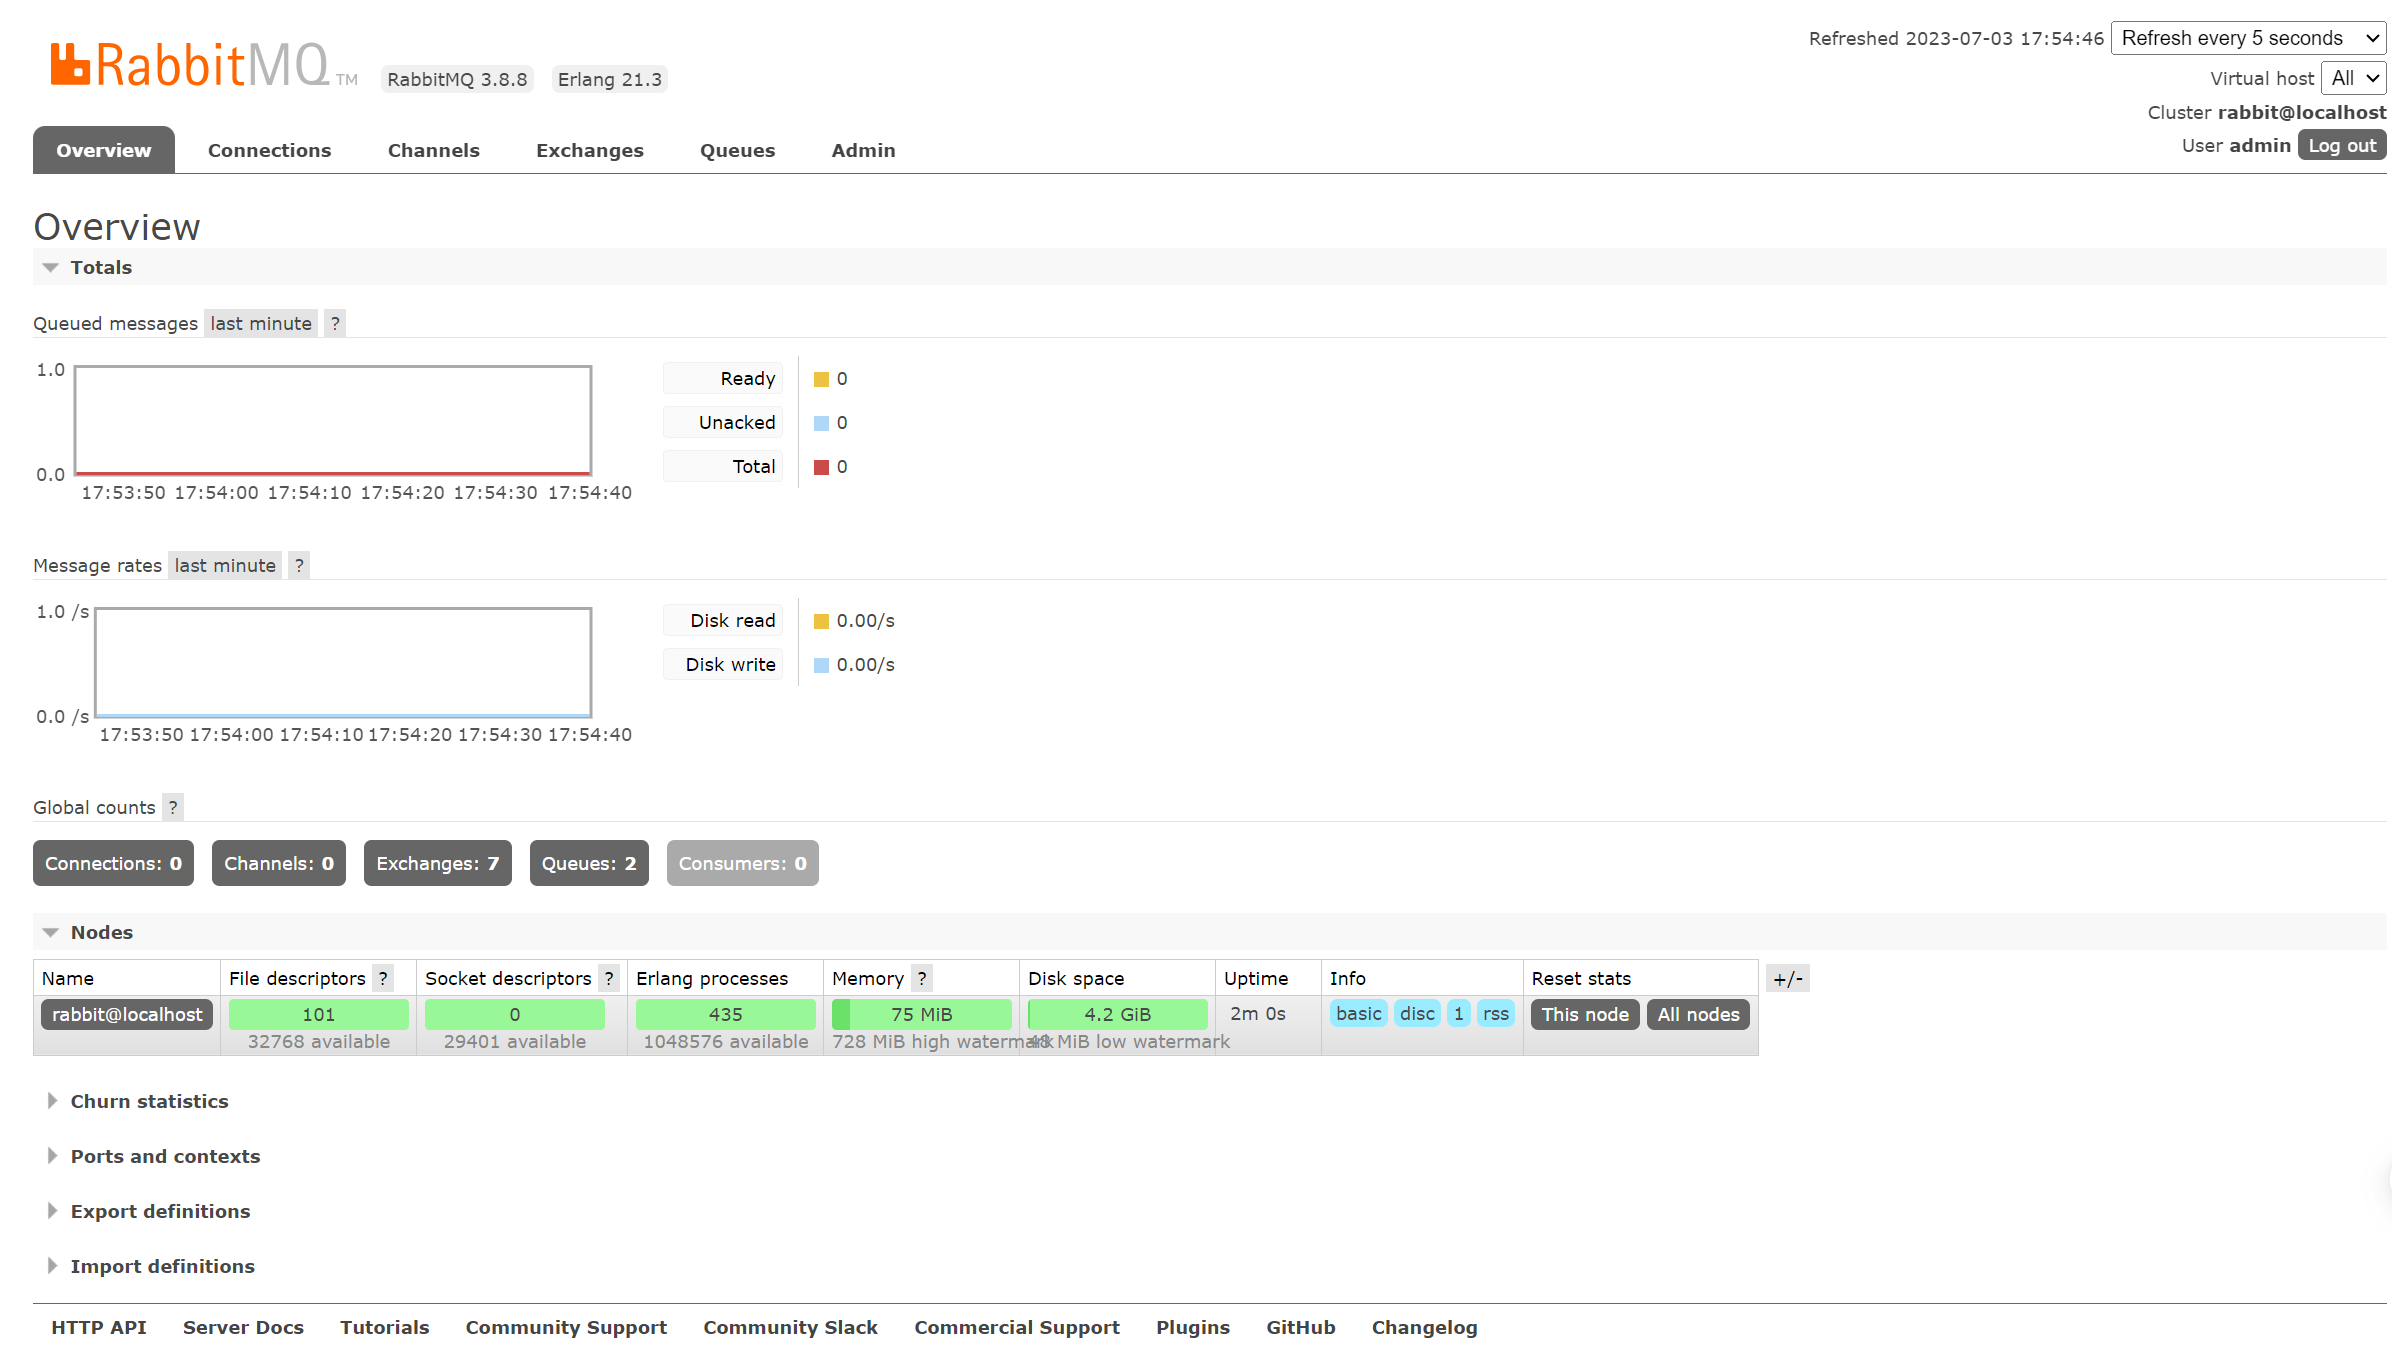 RabbitMQ TM RabbitMQ 3.8.8 Erlang 21.3
Refreshed 2023-07-03 17:54:46 Refresh every 5 seconds
Virtual host All
Cluster rabbit@localhost
User admin Log out
Overview Connections Channels Exchanges Queues Admin
Overview
Totals
Queued messages last minute ?
1.0
0.0
17:53:50 17:54:00 17:54:10 17:54:20 17:54:30 17:54:40
Ready 0
Unacked 0
Total 0
Message rates last minute ?
1.0 /s
0.0 /s
17:53:50 17:54:00 17:54:10 17:54:20 17:54:30 17:54:40
Disk read 0.00/s
Disk write 0.00/s
Global counts ?
Connections: 0 Channels: 0 Exchanges: 7 Queues: 2 Consumers: 0
Nodes
Name File descriptors ? Socket descriptors ? Erlang processes Memory ? Disk space Uptime Info Reset stats +/-
rabbit@localhost 101 0 435 75 MiB 4.2 GiB 2m 0s basic disc 1 rss This node All nodes
32768 available 29401 available 1048576 available 728 MiB high watermark 48 MiB low watermark
Churn statistics
Ports and contexts
Export definitions
Import definitions
HTTP API Server Docs Tutorials Community Support Community Slack Commercial Support Plugins GitHub Changelog